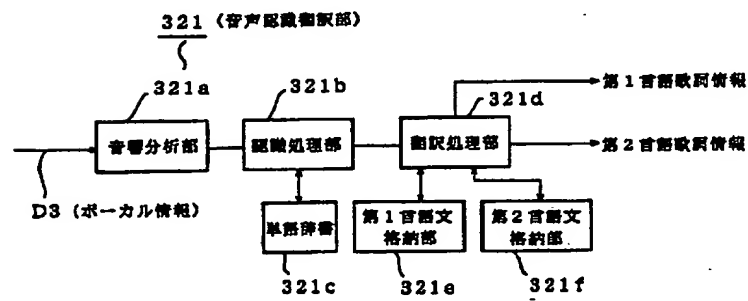 321(音声認識翻訳部)
321a
321b
321d
第1言語歌詞情報
音響分析部
認識処理部
翻訳処理部
第2言語歌詞情報
D3(ボーカル情報)
単語辞書
第1言語文
格納部
第2言語文
格納部
321c
321e
321f